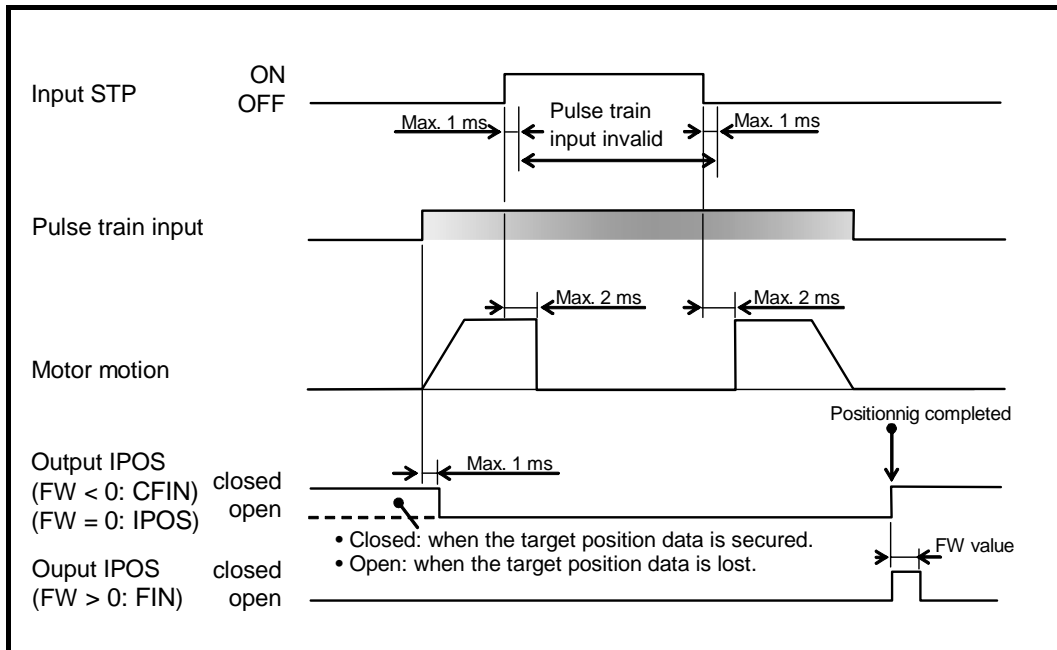 Input STP
ON
OFF
Max. 1 ms
Pulse train
input invalid
Max. 1 ms
Pulse train input
Max. 2 ms
Max. 2 ms
Motor motion
Positionnig completed
Output IPOS
(FW < 0: CFIN)
(FW = 0: IPOS)
closed
open
Max. 1 ms
• Closed: when the target position data is secured.
• Open: when the target position data is lost.
FW value
Ouput IPOS
(FW > 0: FIN)
closed
open